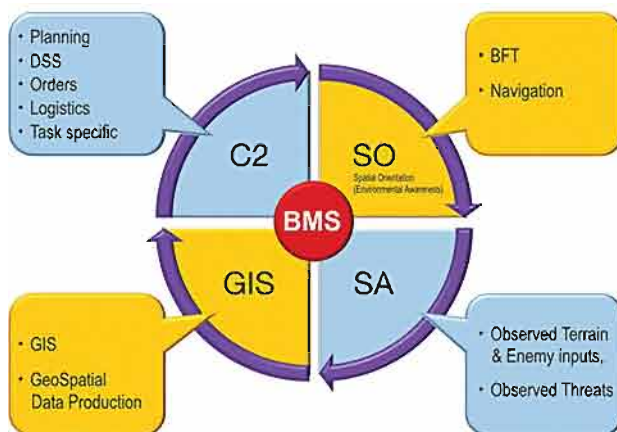 • Planning
• DSS
• Orders
• Logistics
• Task specific
• BFT
• Navigation
C2
SO
Spatial Orientation
(Environmental Awareness)
BMS
GIS
SA
• GIS
• GeoSpatial
Data Production
• Observed Terrain
& Enemy inputs,
• Observed Threats